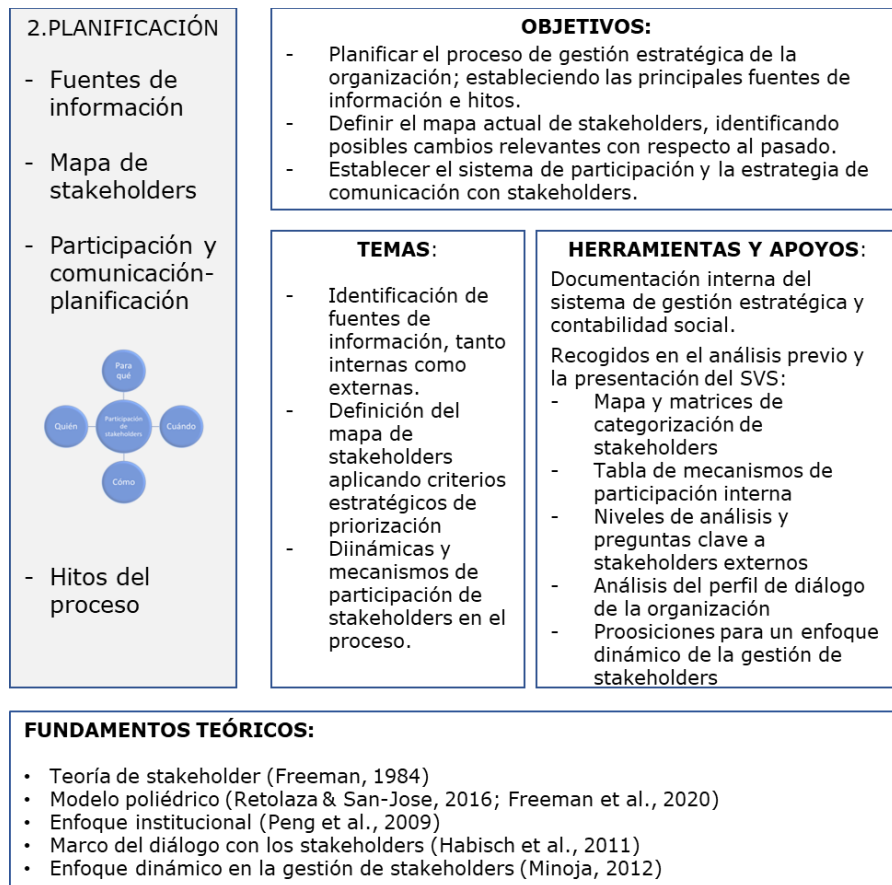 2.PLANIFICACIÓN
- Fuentes de
información
- Mapa de
stakeholders
- Participación y
comunicación-
planificación
Para
qué
Quién
Participación
de
stakeholders
Cuándo
Cómo
- Hitos del
proceso
OBJETIVOS:
- Planificar el proceso de gestión estratégica de la
organización; estableciendo las principales fuentes de
información e hitos.
- Definir el mapa actual de stakeholders, identificando
posibles cambios relevantes con respecto al pasado.
- Establecer el sistema de participación y la estrategia de
comunicación con stakeholders.
TEMAS:
- Identificación de
fuentes de
información, tanto
internas como
externas.
- Definición del
mapa de
stakeholders
aplicando criterios
estratégicos de
priorización
- Diinámicas y
mecanismos de
participación de
stakeholders en el
proceso.
HERRAMIENTAS Y APOYOS:
Documentación interna del
sistema de gestión estratégica y
contabilidad social.
Recogidos en el análisis previo y
la presentación del SVS:
- Mapa y matrices de
categorización de
stakeholders
- Tabla de mecanismos de
participación interna
- Niveles de análisis y
preguntas clave a
stakeholders externos
- Análisis del perfil de diálogo
de la organización
- Proosiciones para un enfoque
dinámico de la gestión de
stakeholders
FUNDAMENTOS TEÓRICOS:
• Teoría de stakeholder (Freeman, 1984)
• Modelo poliédrico (Retolaza & San-Jose, 2016; Freeman et al., 2020)
• Enfoque institucional (Peng et al., 2009)
• Marco del diálogo con los stakeholders (Habisch et al., 2011)
• Enfoque dinámico en la gestión de stakeholders (Minoja, 2012)